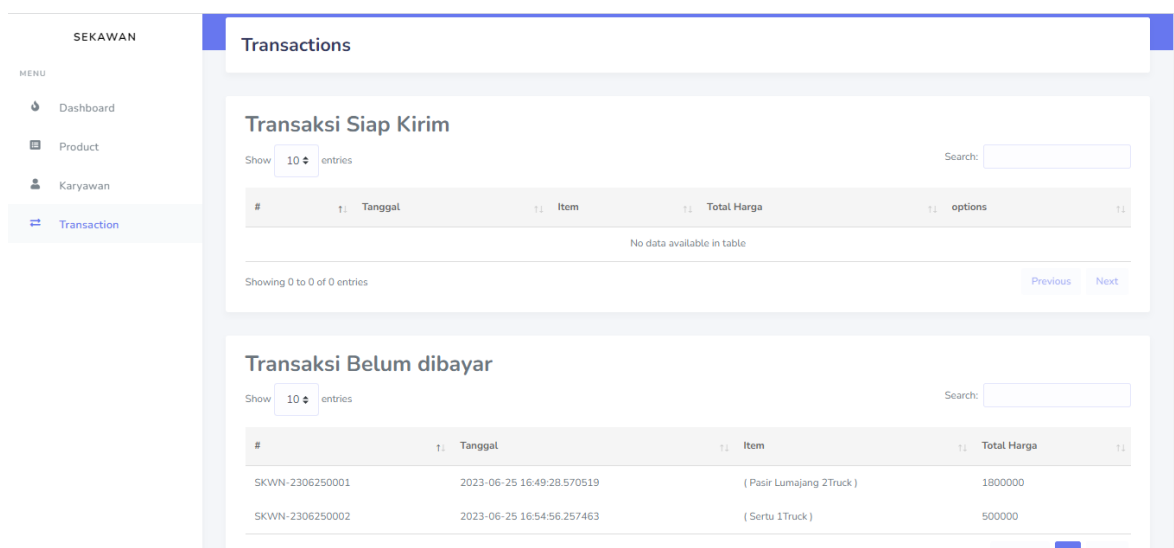 SEKAWAN
MENU
Dashboard
Product
Karyawan
Transaction
Transactions
Transaksi Siap Kirim
Show 10 entries Search:
# Tanggal Item Total Harga options
No data available in table
Showing 0 to 0 of 0 entries Previous Next
Transaksi Belum dibayar
Show 10 entries Search:
# Tanggal Item Total Harga
SKWN-2306250001 2023-06-25 16:49:28.570519 ( Pasir Lumajang 2Truck ) 1800000
SKWN-2306250002 2023-06-25 16:54:56.257463 ( Sertu 1Truck ) 500000